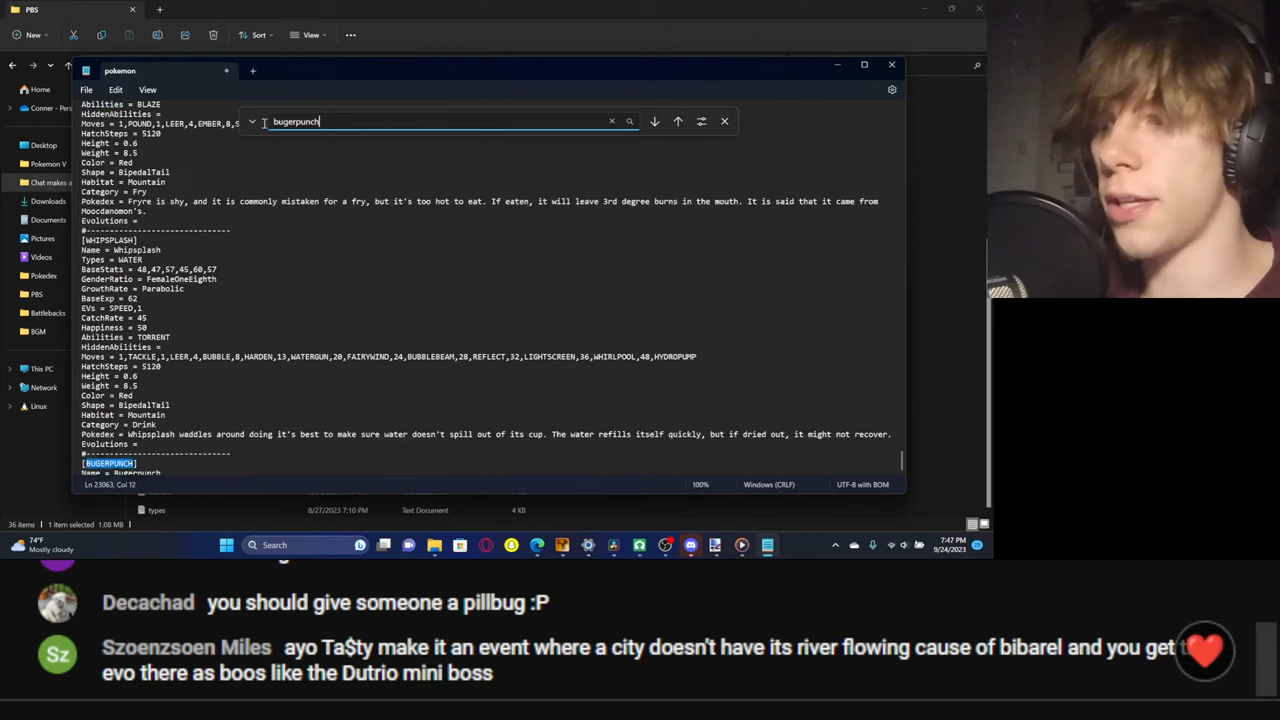 PBS
New
Sort
View
pokemon
File
Edit
View
Home
Conner - Pers
Desktop
Pokemon V
Chat makes a
Downloads
Documents
Pictures
Videos
Pokedex
PBS
Battlebacks
BGM
This PC
Network
Linux
bugerpunch
Abilities = BLAZE
HiddenAbilities =
Moves = 1,POUND,1,LEER,4,EMBER,8,S
HatchSteps = 5120
Height = 0.6
Weight = 8.5
Color = Red
Shape = BipedalTail
Habitat = Mountain
Category = Fry
Pokedex = Fryre is shy, and it is commonly mistaken for a fry, but it's too hot to eat. If eaten, it will leave 3rd degree burns in the mouth. It is said that it came from
Moocdanomon's.
Evolutions =
#-------------------------------
[WHIPSPLASH]
Name = Whipsplash
Types = WATER
BaseStats = 48,47,57,45,60,57
GenderRatio = FemaleOneEighth
GrowthRate = Parabolic
BaseExp = 62
EVs = SPEED,1
CatchRate = 45
Happiness = 50
Abilities = TORRENT
HiddenAbilities =
Moves = 1,TACKLE,1,LEER,4,BUBBLE,8,HARDEN,13,WATERGUN,20,FAIRYWIND,24,BUBBLEBEAM,28,REFLECT,32,LIGHTSCREEN,36,WHIRLPOOL,48,HYDROPUMP
HatchSteps = 5120
Height = 0.6
Weight = 8.5
Color = Red
Shape = BipedalTail
Habitat = Mountain
Category = Drink
Pokedex = Whipsplash waddles around doing it's best to make sure water doesn't spill out of its cup. The water refills itself quickly, but if dried out, it might not recover.
Evolutions =
#-------------------------------
[BUGERPUNCH]
Name = Bugerpunch
Ln 23063, Col 12
100%
Windows (CRLF)
UTF-8 with BOM
types
8/27/2023 7:10 PM
Text Document
4 KB
36 items
1 item selected 1.08 MB
74°F
Mostly cloudy
Search
7:47 PM
9/24/2023
Decachad you should give someone a pillbug :P
Szoenzsoen Miles ayo Ta$ty make it an event where a city doesn't have its river flowing cause of bibarel and you get
evo there as boos like the Dutrio mini boss
Sz